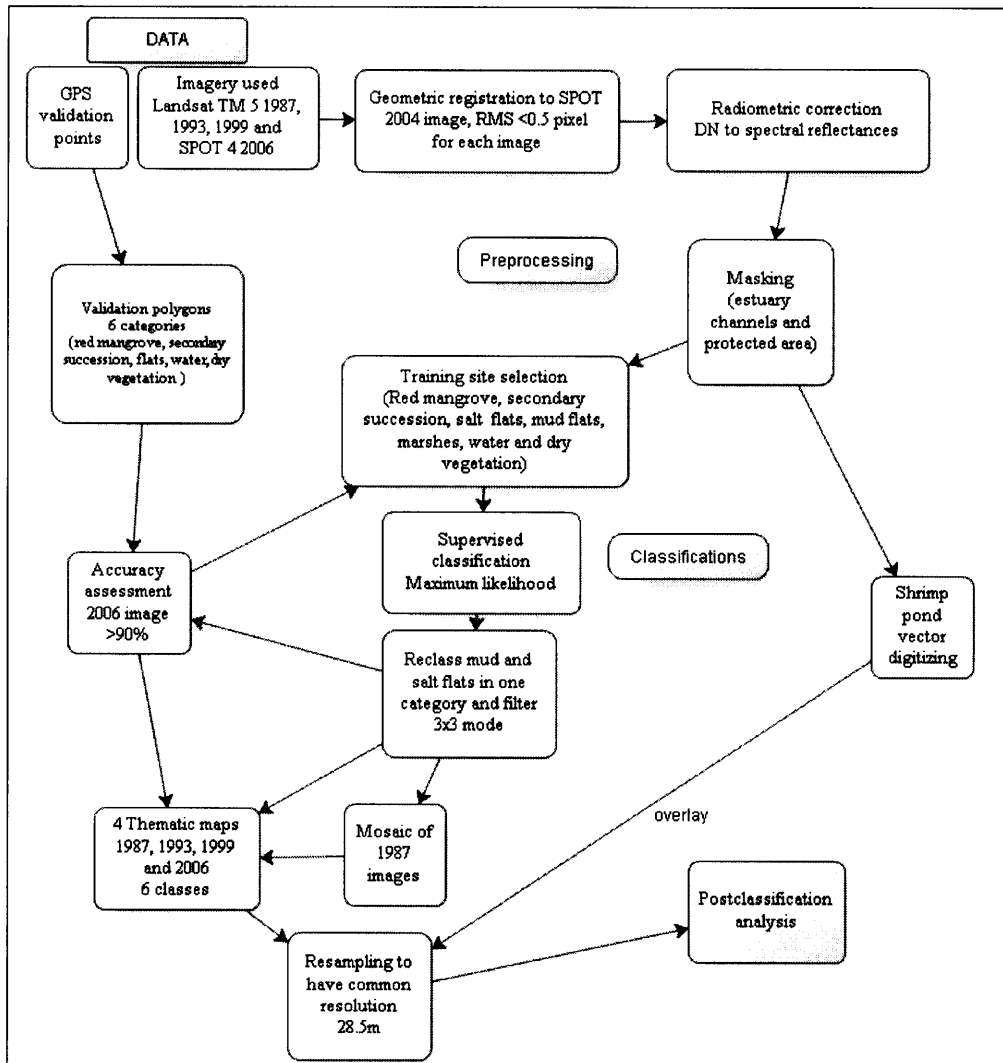 DATA
GPS
validation
points
Imagery used
Landsat TM 5 1987,
1993, 1999 and
SPOT 4 2006
Geometric registration to SPOT
2004 image, RMS <0.5 pixel
for each image
Radiometric correction
DN to spectral reflectances
Preprocessing
Masking
(estuary
channels and
protected area)
Validation polygons
6 categories
(red mangrove, secondary
succession, flats, water, dry
vegetation )
Training site selection
(Red mangrove, secondary
succession, salt flats, mud flats,
marshes, water and dry
vegetation)
Supervised
classification
Maximum likelihood
Classifications
Accuracy
assessment
2006 image
>90%
Shrimp
pond
vector
digitizing
Reclass mud and
salt flats in one
category and filter
3x3 mode
overlay
4 Thematic maps
1987, 1993, 1999
and 2006
6 classes
Mosaic of
1987
images
Postclassification
analysis
Resampling to
have common
resolution
28.5m